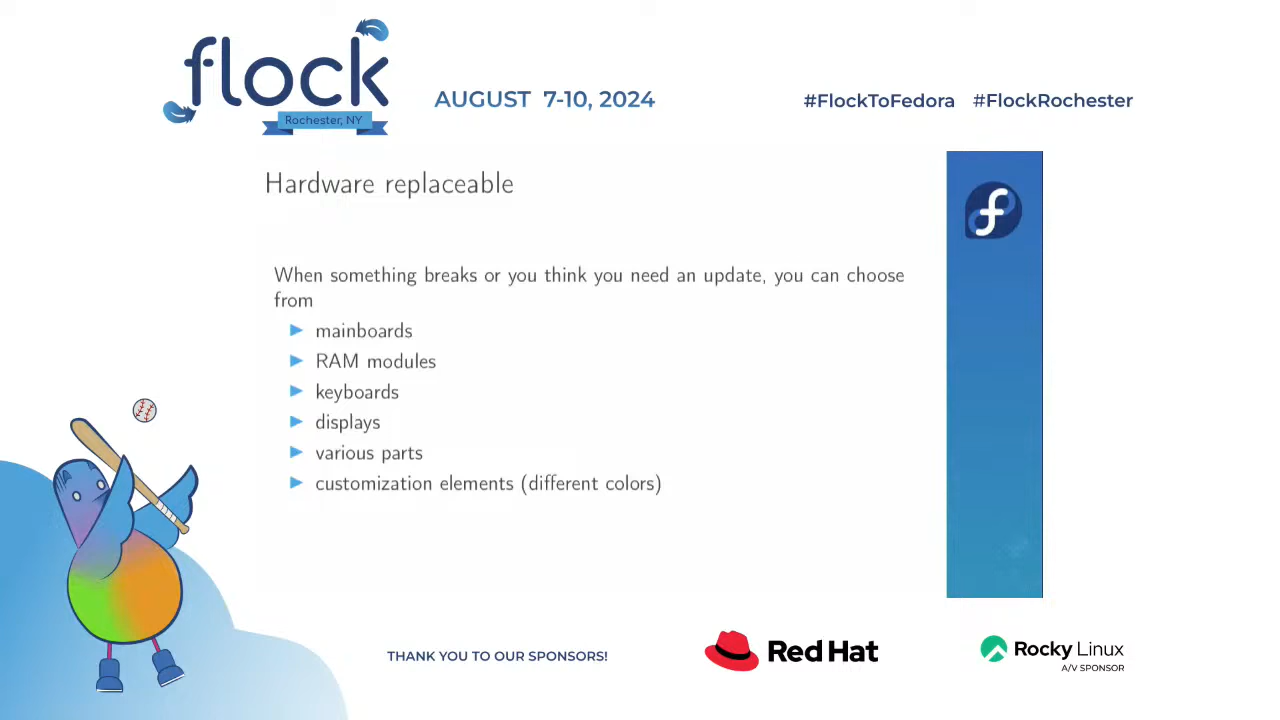 flock
Rochester, NY
AUGUST 7-10, 2024
#FlockToFedora #FlockRochester
Hardware replaceable
When something breaks or you think you need an update, you can choose
from
mainboards
RAM modules
keyboards
displays
various parts
customization elements (different colors)
THANK YOU TO OUR SPONSORS!
Red Hat
Rocky Linux
A/V SPONSOR